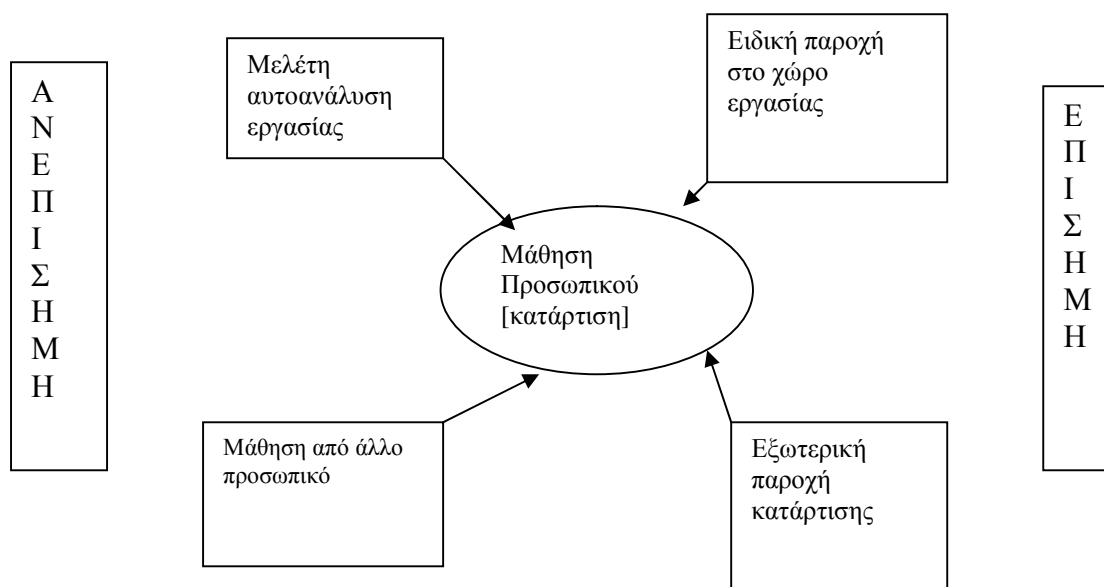 Α
Ν
Ε
Π
Ι
Σ
Η
Μ
Η
Μελέτη
αυτοανάλυση
εργασίας
Ειδική παροχή
στο χώρο
εργασίας
Μάθηση
Προσωπικού
[κατάρτιση]
Μάθηση από άλλο
προσωπικό
Εξωτερική
παροχή
κατάρτισης
Ε
Π
Ι
Σ
Η
Μ
Η